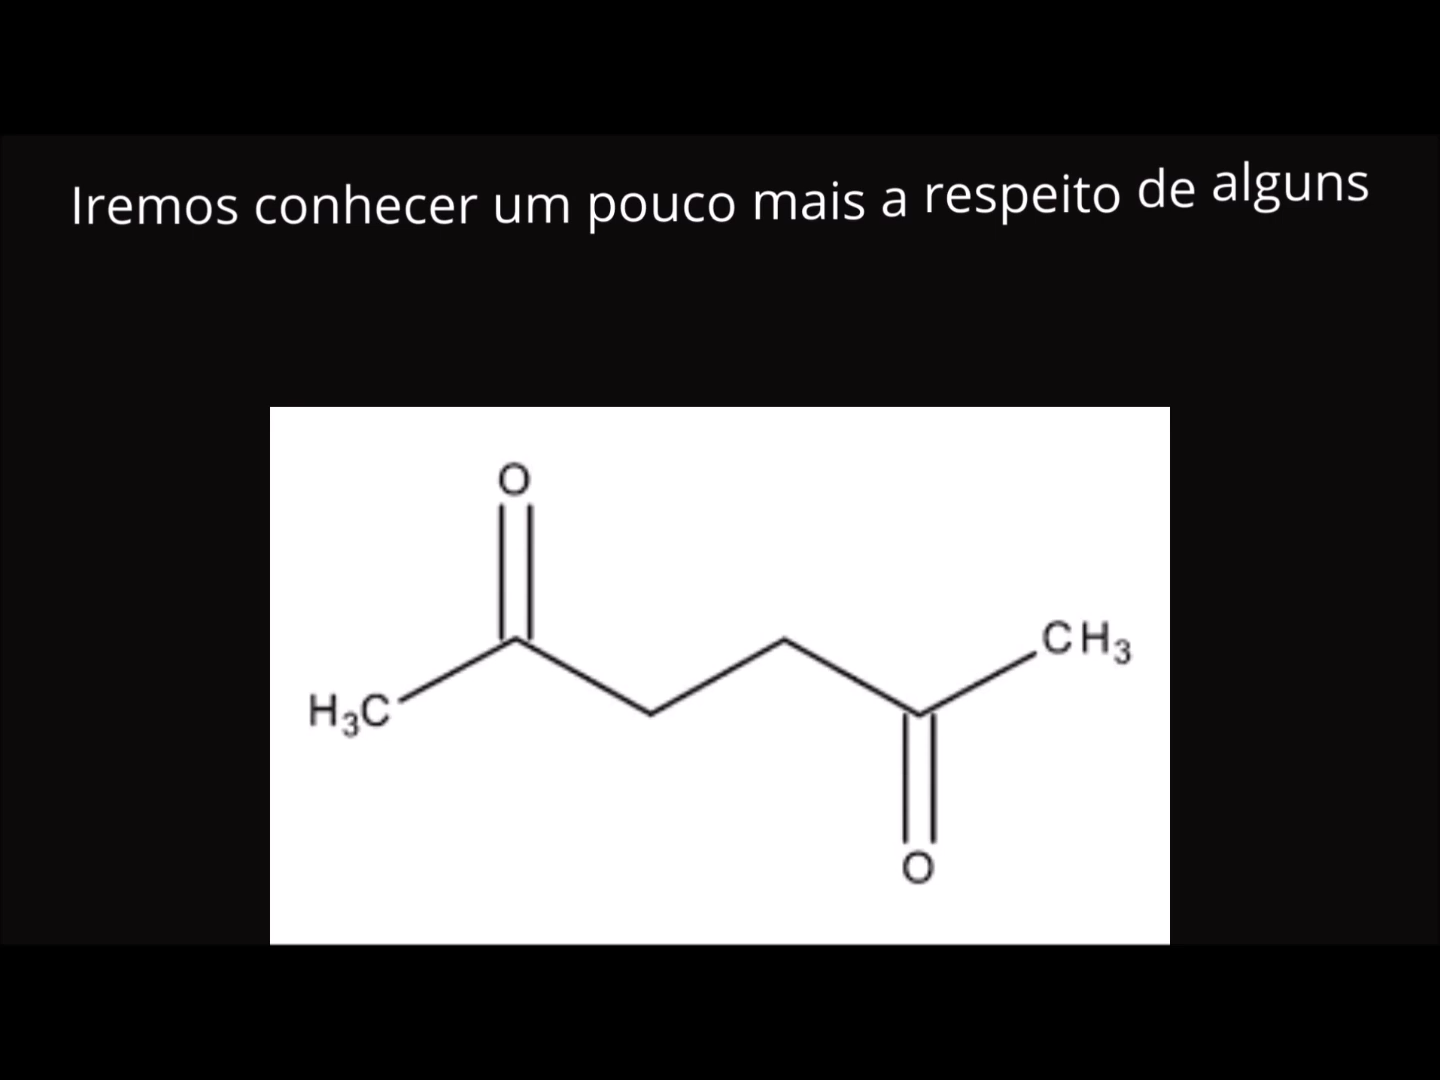 Iremos conhecer um pouco mais a respeito de alguns
O
CH₃
H₃C
O